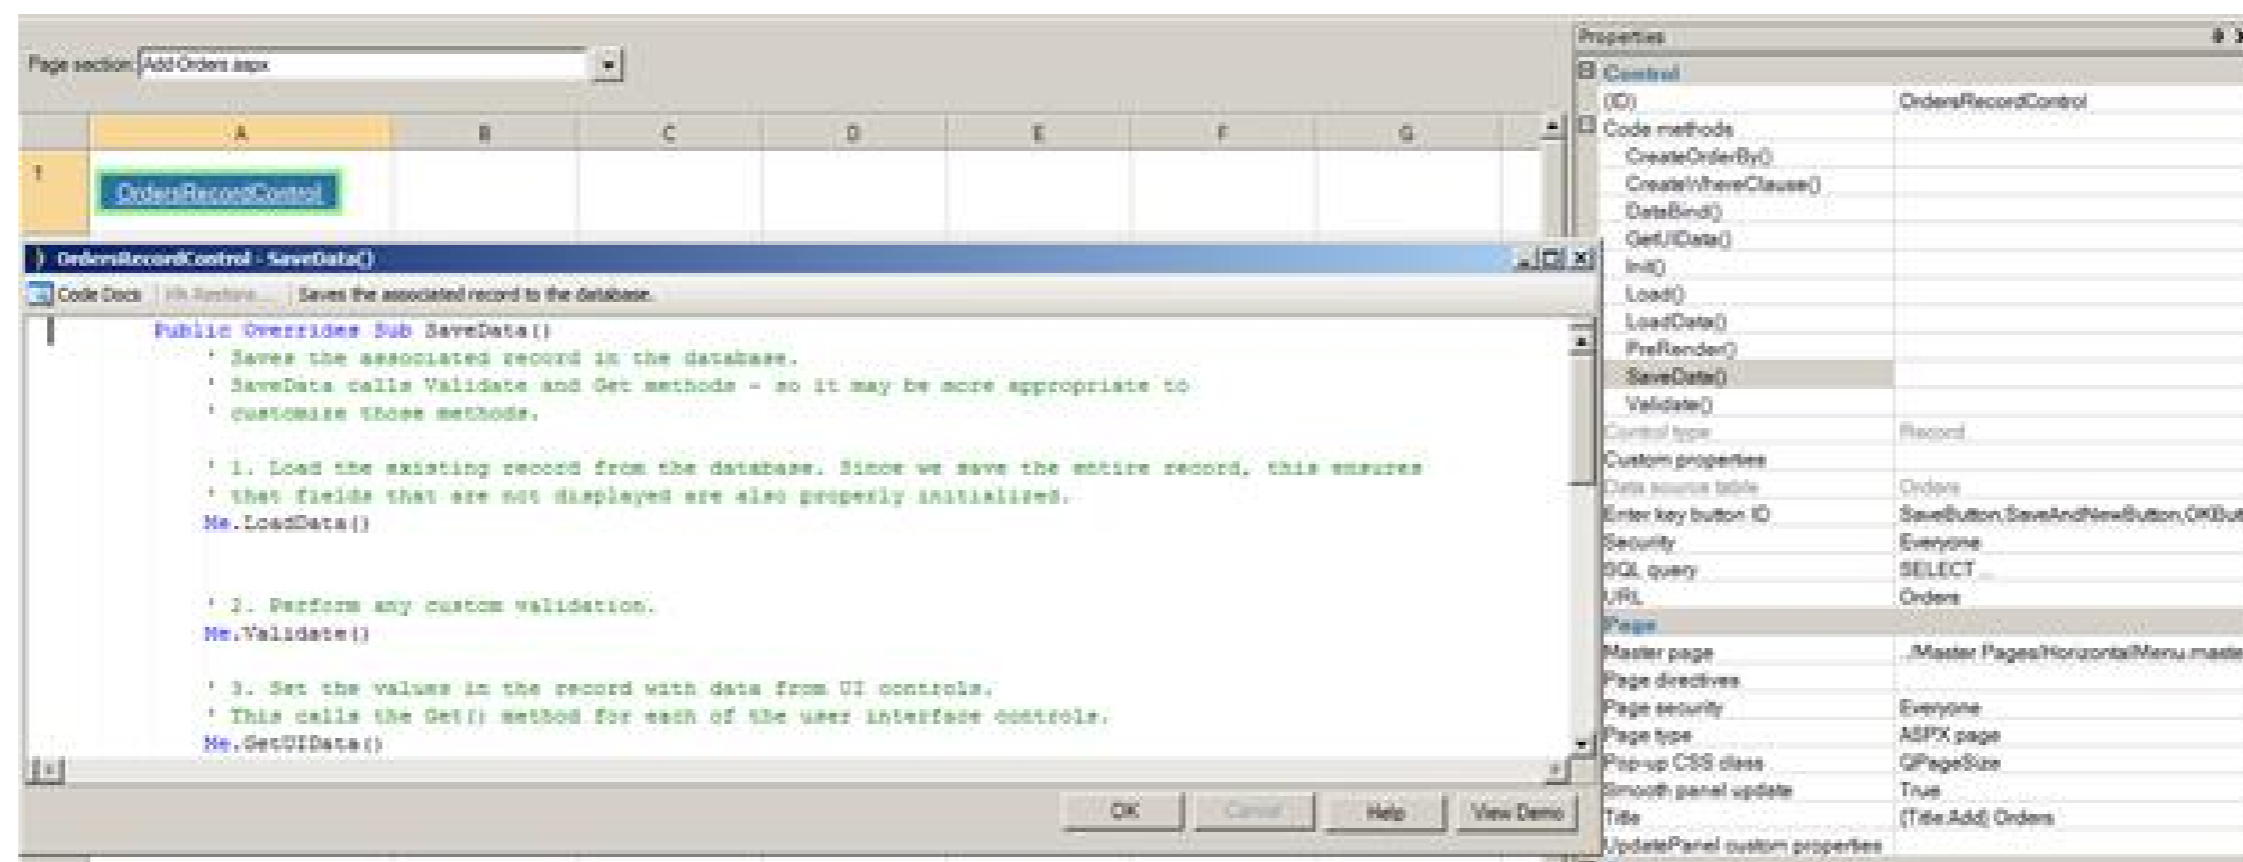 Page section: Add Orders aspx
A B C D E F G
1
OrdersRecordControl
OrdersRecordControl - SaveData()
Code Docs Saves the associated record to the database.
Public Overrides Sub SaveData()
' Saves the associated record in the database.
' SaveData calls Validate and Get methods - so it may be more appropriate to
' customize those methods.
' 1. Load the existing record from the database. Since we save the entire record, this ensures
' that fields that are not displayed are also properly initialized.
Me.LoadData()
' 2. Perform any custom validation.
Me.Validate()
' 3. Set the values in the record with data from UI controls.
' This calls the Get() method for each of the user interface controls.
Me.GetUIData()
OK Cancel Help View Demo
Properties
Control
(ID) OrdersRecordControl
Code methods
CreateOrderBy()
CreateWhereClause()
DataBind()
GetUIData()
Init()
Load()
LoadData()
PreRender()
SaveData()
Validate()
Control type Record
Custom properties
Data source table Orders
Enter key button ID SaveButton,SaveAndNewButton,OKBut
Security Everyone
SQL query SELECT ...
URL Orders
Page
Master page ../Master Pages/HorizontalMenu.maste
Page directives
Page security Everyone
Page type ASPX page
Pop-up CSS class QPageSize
Smooth panel update True
Title {Title:Add} Orders
UpdatePanel custom properties